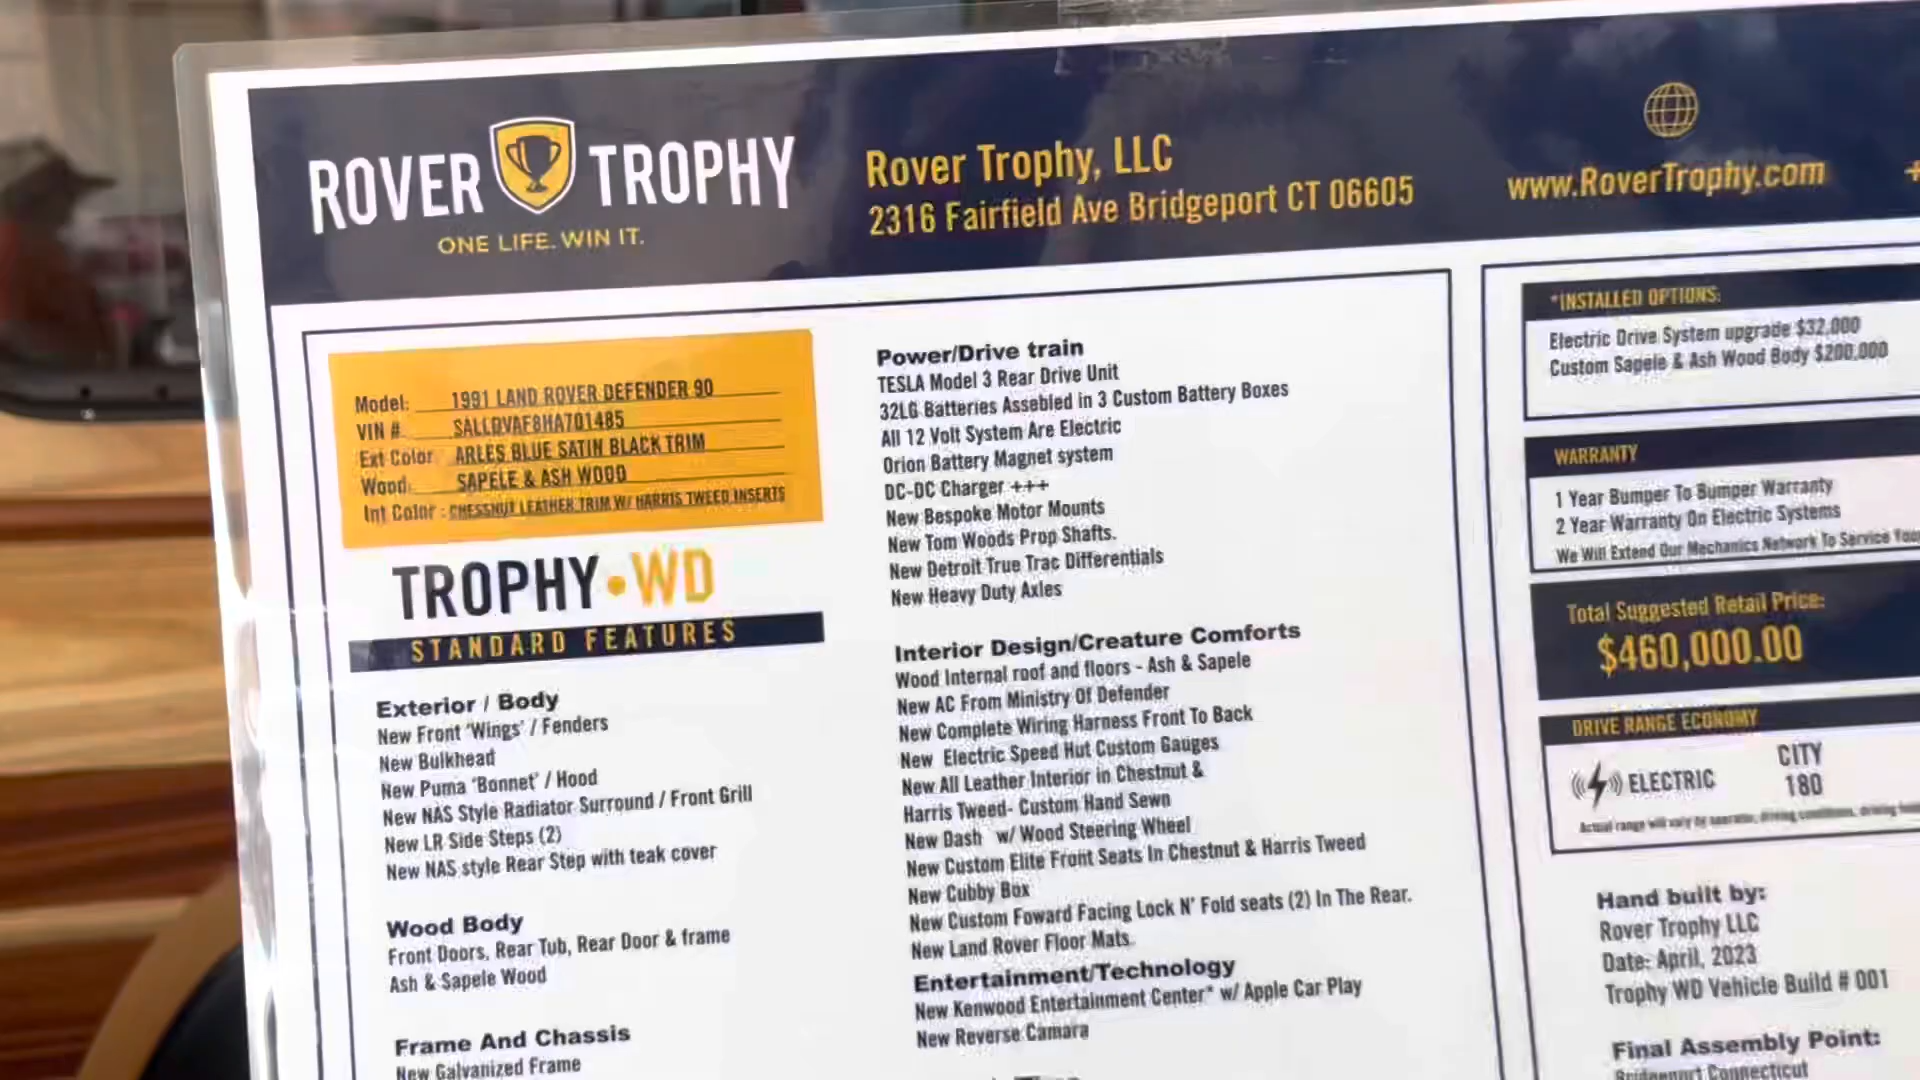 ROVER TROPHY
ONE LIFE. WIN IT.
Rover Trophy, LLC
2316 Fairfield Ave Bridgeport CT 06605
www.RoverTrophy.com
Model: 1991 LAND ROVER DEFENDER 90
VIN # SALLDVAF8HA701485
Ext Color ARLES BLUE SATIN BLACK TRIM
Wood: SAPELE & ASH WOOD
Int Color : CHESSNUT LEATHER TRIM W/ HARRIS TWEED INSERTS
TROPHY•WD
STANDARD FEATURES
Exterior / Body
New Front 'Wings' / Fenders
New Bulkhead
New Puma 'Bonnet' / Hood
New NAS Style Radiator Surround / Front Grill
New LR Side Steps (2)
New NAS style Rear Step with teak cover
Wood Body
Front Doors, Rear Tub, Rear Door & frame
Ash & Sapele Wood
Frame And Chassis
New Galvanized Frame
Power/Drive train
TESLA Model 3 Rear Drive Unit
32LG Batteries Assebled in 3 Custom Battery Boxes
All 12 Volt System Are Electric
Orion Battery Magnet system
DC-DC Charger +++
New Bespoke Motor Mounts
New Tom Woods Prop Shafts.
New Detroit True Trac Differentials
New Heavy Duty Axles
Interior Design/Creature Comforts
Wood Internal roof and floors - Ash & Sapele
New AC From Ministry Of Defender
New Complete Wiring Harness Front To Back
New Electric Speed Hut Custom Gauges
New All Leather Interior in Chestnut &
Harris Tweed- Custom Hand Sewn
New Dash w/ Wood Steering Wheel
New Custom Elite Front Seats In Chestnut & Harris Tweed
New Cubby Box
New Custom Foward Facing Lock N' Fold seats (2) In The Rear.
New Land Rover Floor Mats.
Entertainment/Technology
New Kenwood Entertainment Center* w/ Apple Car Play
New Reverse Camara
*INSTALLED OPTIONS:
Electric Drive System upgrade $32,000
Custom Sapele & Ash Wood Body $200,000
WARRANTY
1 Year Bumper To Bumper Warranty
2 Year Warranty On Electric Systems
We Will Extend Our Mechanics Network To Service
Total Suggested Retail Price:
$460,000.00
DRIVE RANGE ECONOMY
ELECTRIC
CITY
180
Actual range will vary by operator, driving conditions, driving
Hand built by:
Rover Trophy LLC
Date: April, 2023
Trophy WD Vehicle Build # 001
Final Assembly Point:
Bridgeport Connecticut